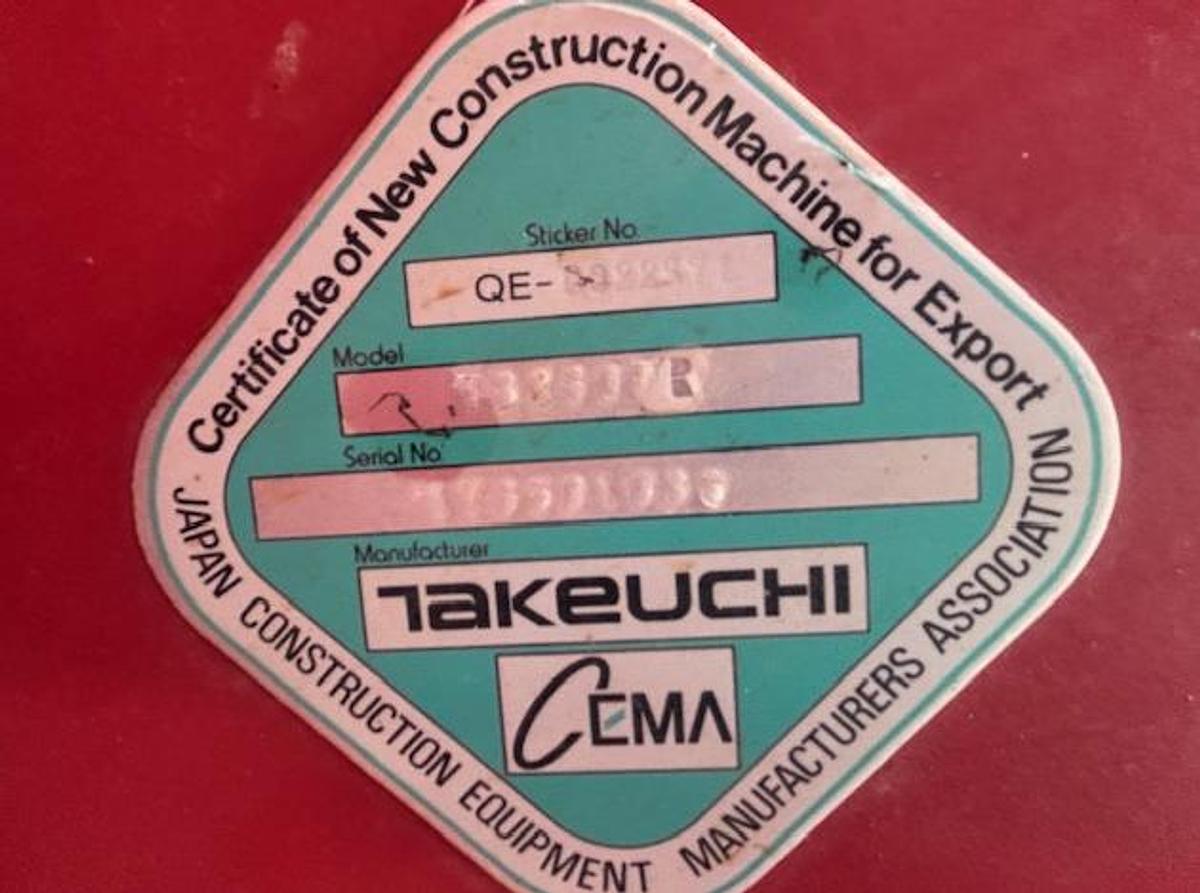 Certificate of New Construction Machine for Export
Sticker No.
QE-
Model
Serial No
Manufacturer
TAKEUCHI
CEMA
JAPAN CONSTRUCTION EQUIPMENT MANUFACTURERS ASSOCIATION